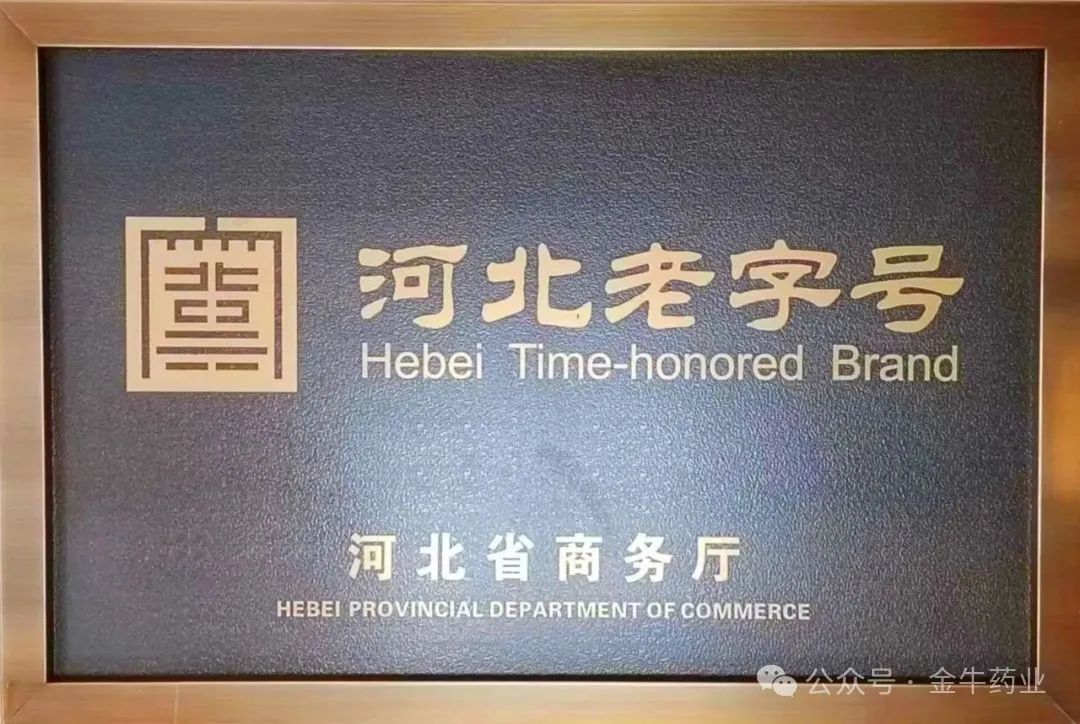 河北老字号
Hebei Time-honored Brand
河北省商务厅
HEBEI PROVINCIAL DEPARTMENT OF COMMERCE
公众号 · 金牛药业